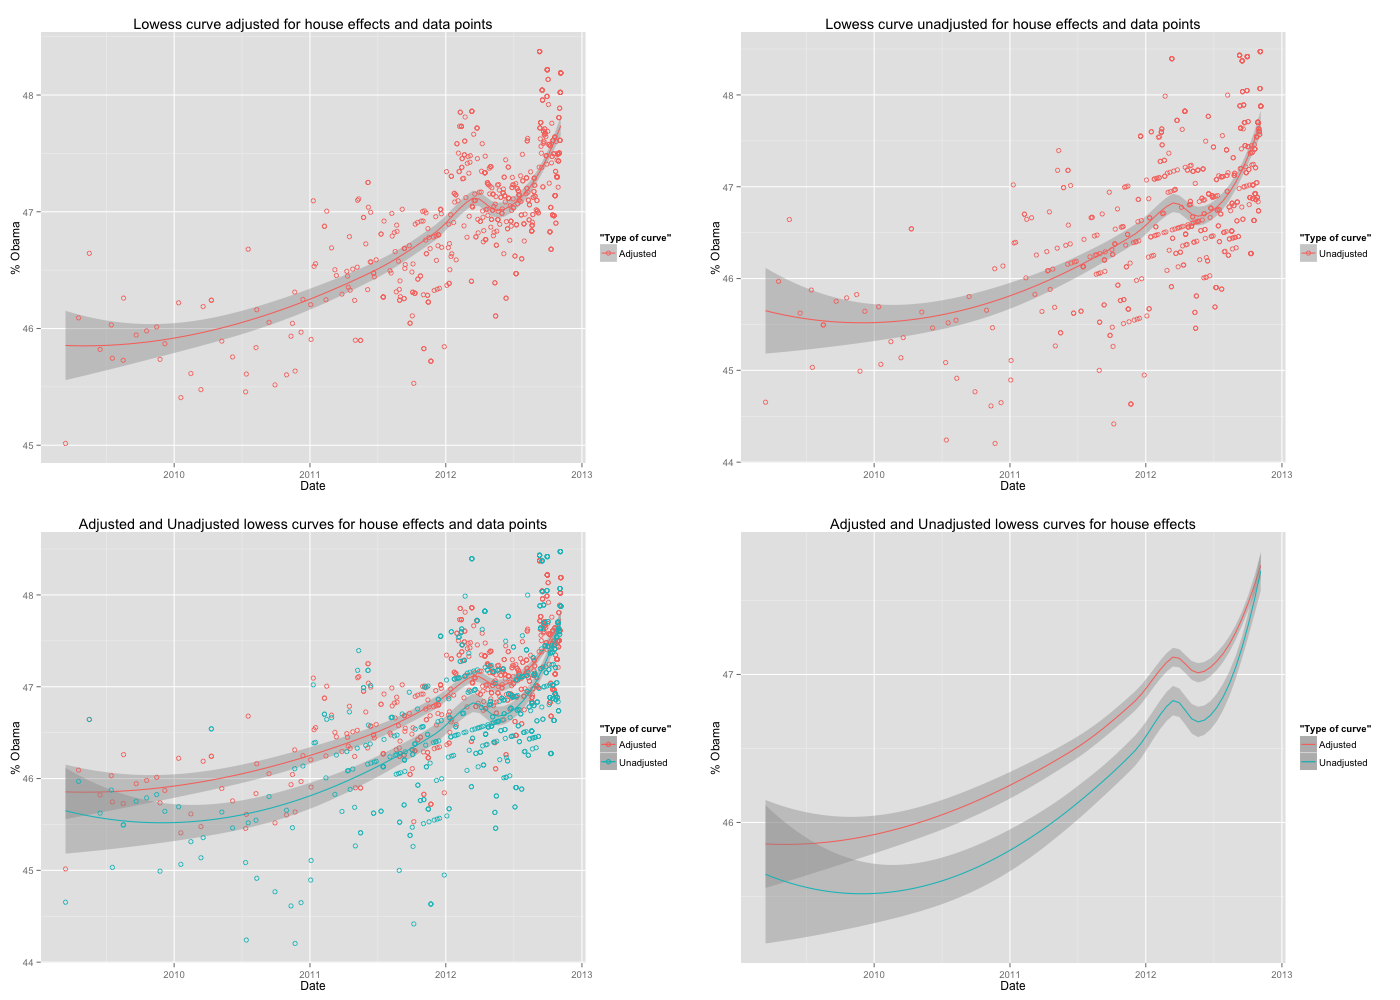 Lowess curve adjusted for house effects and data points
% Obama
48
47
46
45
2010
2011
2012
2013
Date
"Type of curve"
Adjusted
Lowess curve unadjusted for house effects and data points
% Obama
48
47
46
45
44
2010
2011
2012
2013
Date
"Type of curve"
Unadjusted
Adjusted and Unadjusted lowess curves for house effects and data points
% Obama
48
47
46
45
44
2010
2011
2012
2013
Date
"Type of curve"
Adjusted
Unadjusted
Adjusted and Unadjusted lowess curves for house effects
% Obama
47
46
2010
2011
2012
2013
Date
"Type of curve"
Adjusted
Unadjusted